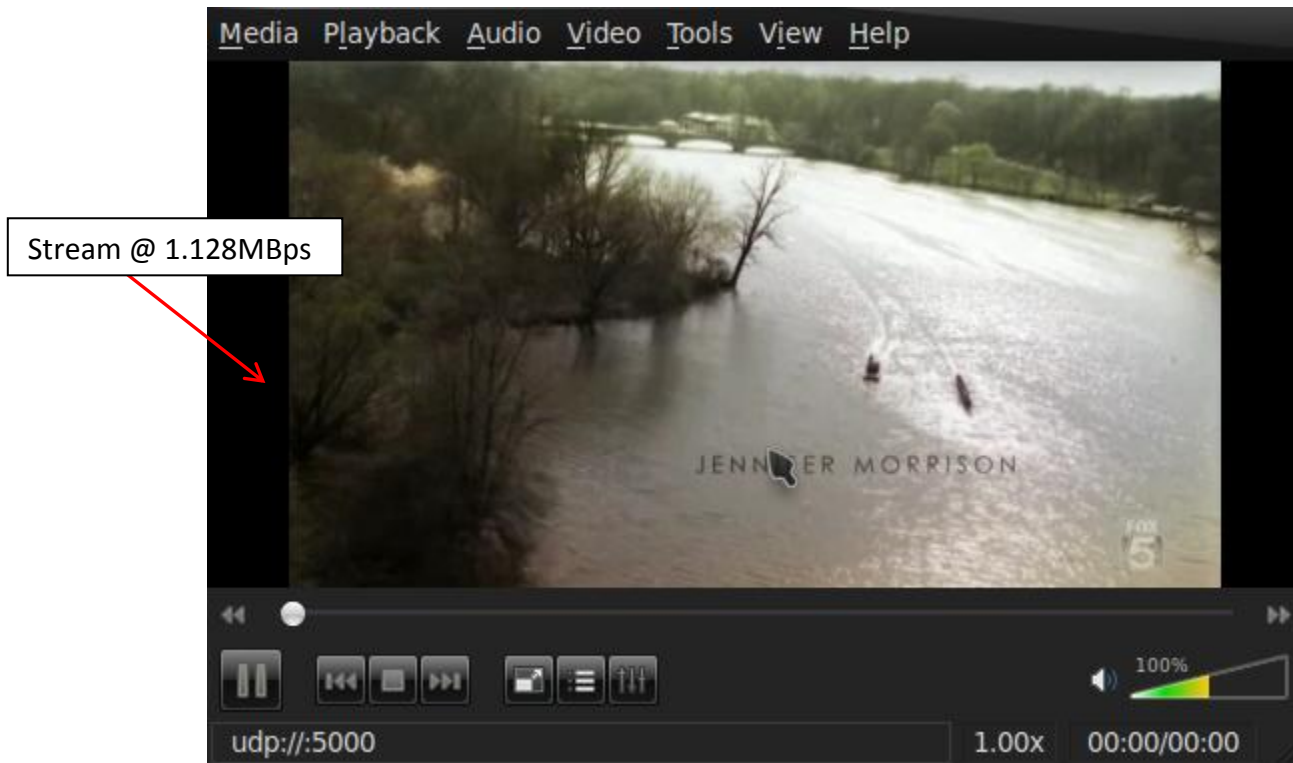 Media Playback Audio Video Tools View Help
Stream @ 1.128MBps
JENNIFER MORRISON
FOX
5
100%
udp://:5000 1.00x 00:00/00:00